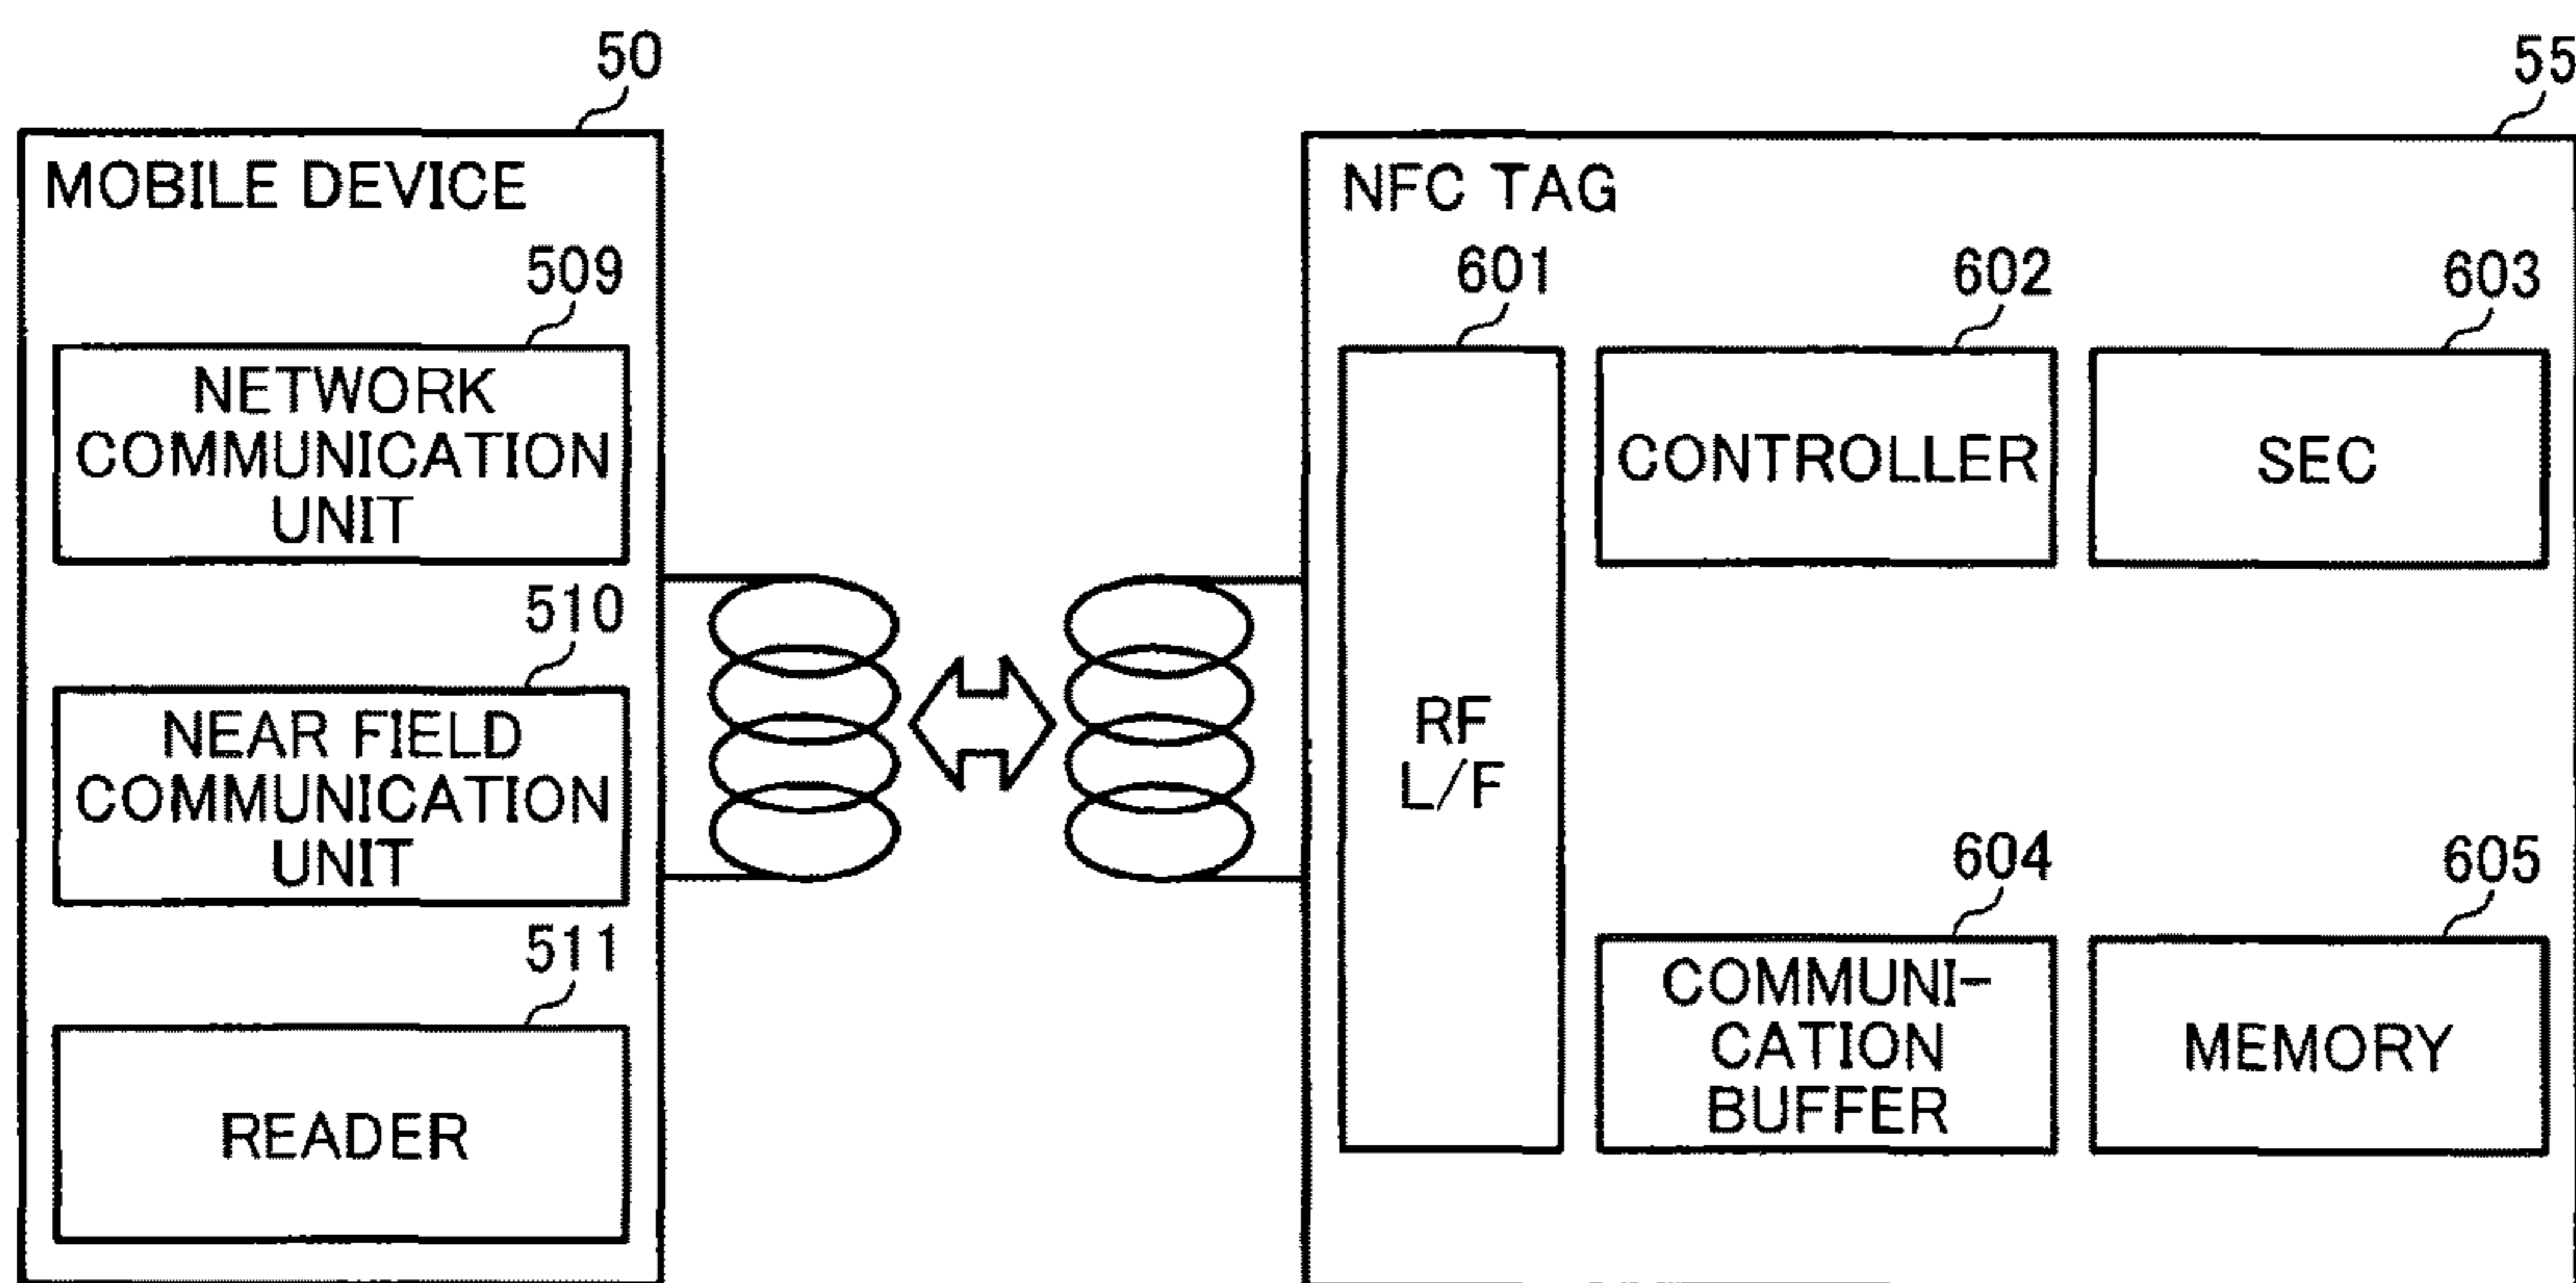 50
MOBILE DEVICE
509
NETWORK
COMMUNICATION
UNIT
510
NEAR FIELD
COMMUNICATION
UNIT
511
READER
55
NFC TAG
601
RF
L/F
602
CONTROLLER
603
SEC
604
COMMUNI-
CATION
BUFFER
605
MEMORY